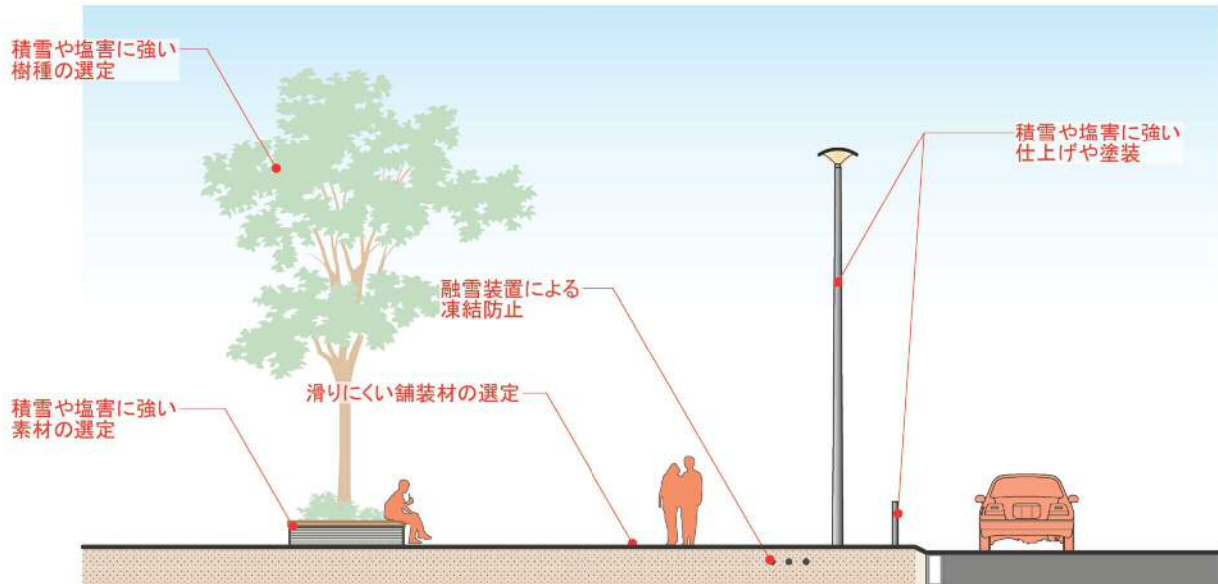 積雪や塩害に強い
樹種の選定
積雪や塩害に強い
仕上げや塗装
融雪装置による
凍結防止
滑りにくい舗装材の選定
積雪や塩害に強い
素材の選定